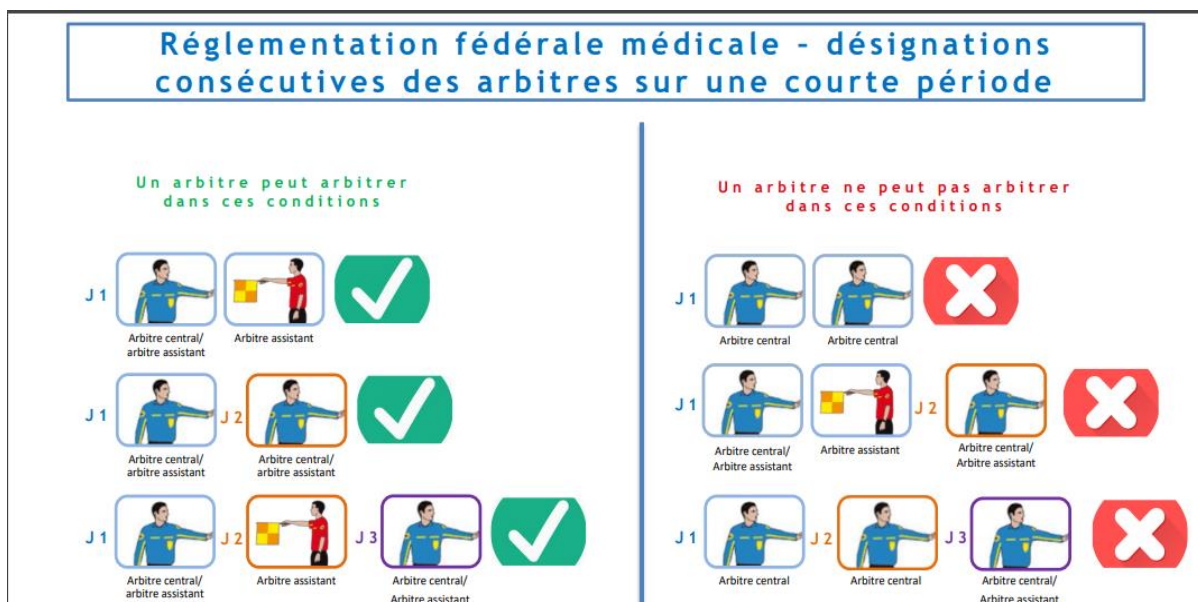 Réglementation fédérale médicale - désignations
consécutives des arbitres sur une courte période
Un arbitre peut arbitrer
dans ces conditions
J 1
Arbitre central/
arbitre assistant
Arbitre assistant
J 1
Arbitre central/
arbitre assistant
J 2
Arbitre central/
arbitre assistant
J 1
Arbitre central/
arbitre assistant
J 2
Arbitre assistant
J 3
Arbitre central/
Arbitre assistant
Un arbitre ne peut pas arbitrer
dans ces conditions
J 1
Arbitre central
Arbitre central
J 1
Arbitre central/
Arbitre assistant
Arbitre assistant
J 2
Arbitre central/
Arbitre assistant
J 1
Arbitre central
J 2
Arbitre central
J 3
Arbitre central/
Arbitre assistant